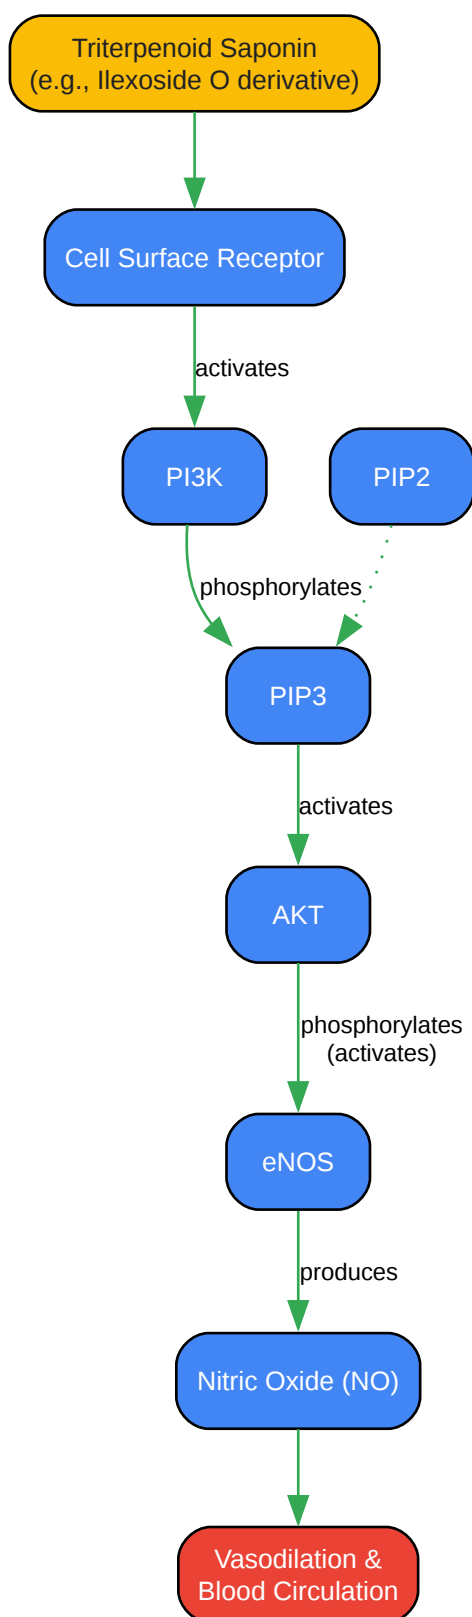 Triterpenoid Saponin
(e.g., Ilexoside O derivative)
Cell Surface Receptor
activates
PI3K
PIP2
phosphorylates
PIP3
activates
AKT
phosphorylates
(activates)
eNOS
produces
Nitric Oxide (NO)
Vasodilation &
Blood Circulation